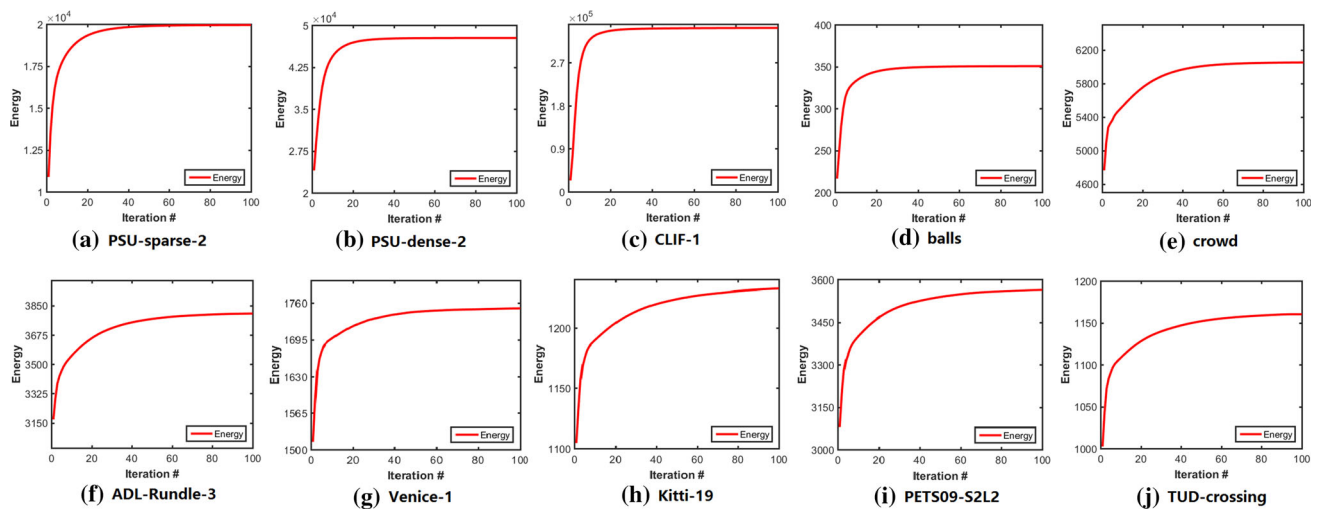 ×10⁴
20
17.5
15
12.5
10
Energy
0 20 40 60 80 100
Iteration #
Energy
(a) PSU-sparse-2
×10⁴
5
4.25
3.5
2.75
2
Energy
0 20 40 60 80 100
Iteration #
Energy
(b) PSU-dense-2
×10⁵
2.7
1.8
0.9
0
Energy
0 20 40 60 80 100
Iteration #
Energy
(c) CLIF-1
400
350
300
250
200
Energy
0 20 40 60 80 100
Iteration #
Energy
(d) balls
6200
5800
5400
5000
4600
Energy
0 20 40 60 80 100
Iteration #
Energy
(e) crowd
3850
3675
3500
3325
3150
Energy
0 20 40 60 80 100
Iteration #
Energy
(f) ADL-Rundle-3
1760
1695
1630
1565
1500
Energy
0 20 40 60 80 100
Iteration #
Energy
(g) Venice-1
1200
1150
1100
Energy
0 20 40 60 80 100
Iteration #
Energy
(h) Kitti-19
3600
3450
3300
3150
3000
Energy
0 20 40 60 80 100
Iteration #
Energy
(i) PETS09-S2L2
1200
1150
1100
1050
1000
Energy
0 20 40 60 80 100
Iteration #
Energy
(j) TUD-crossing